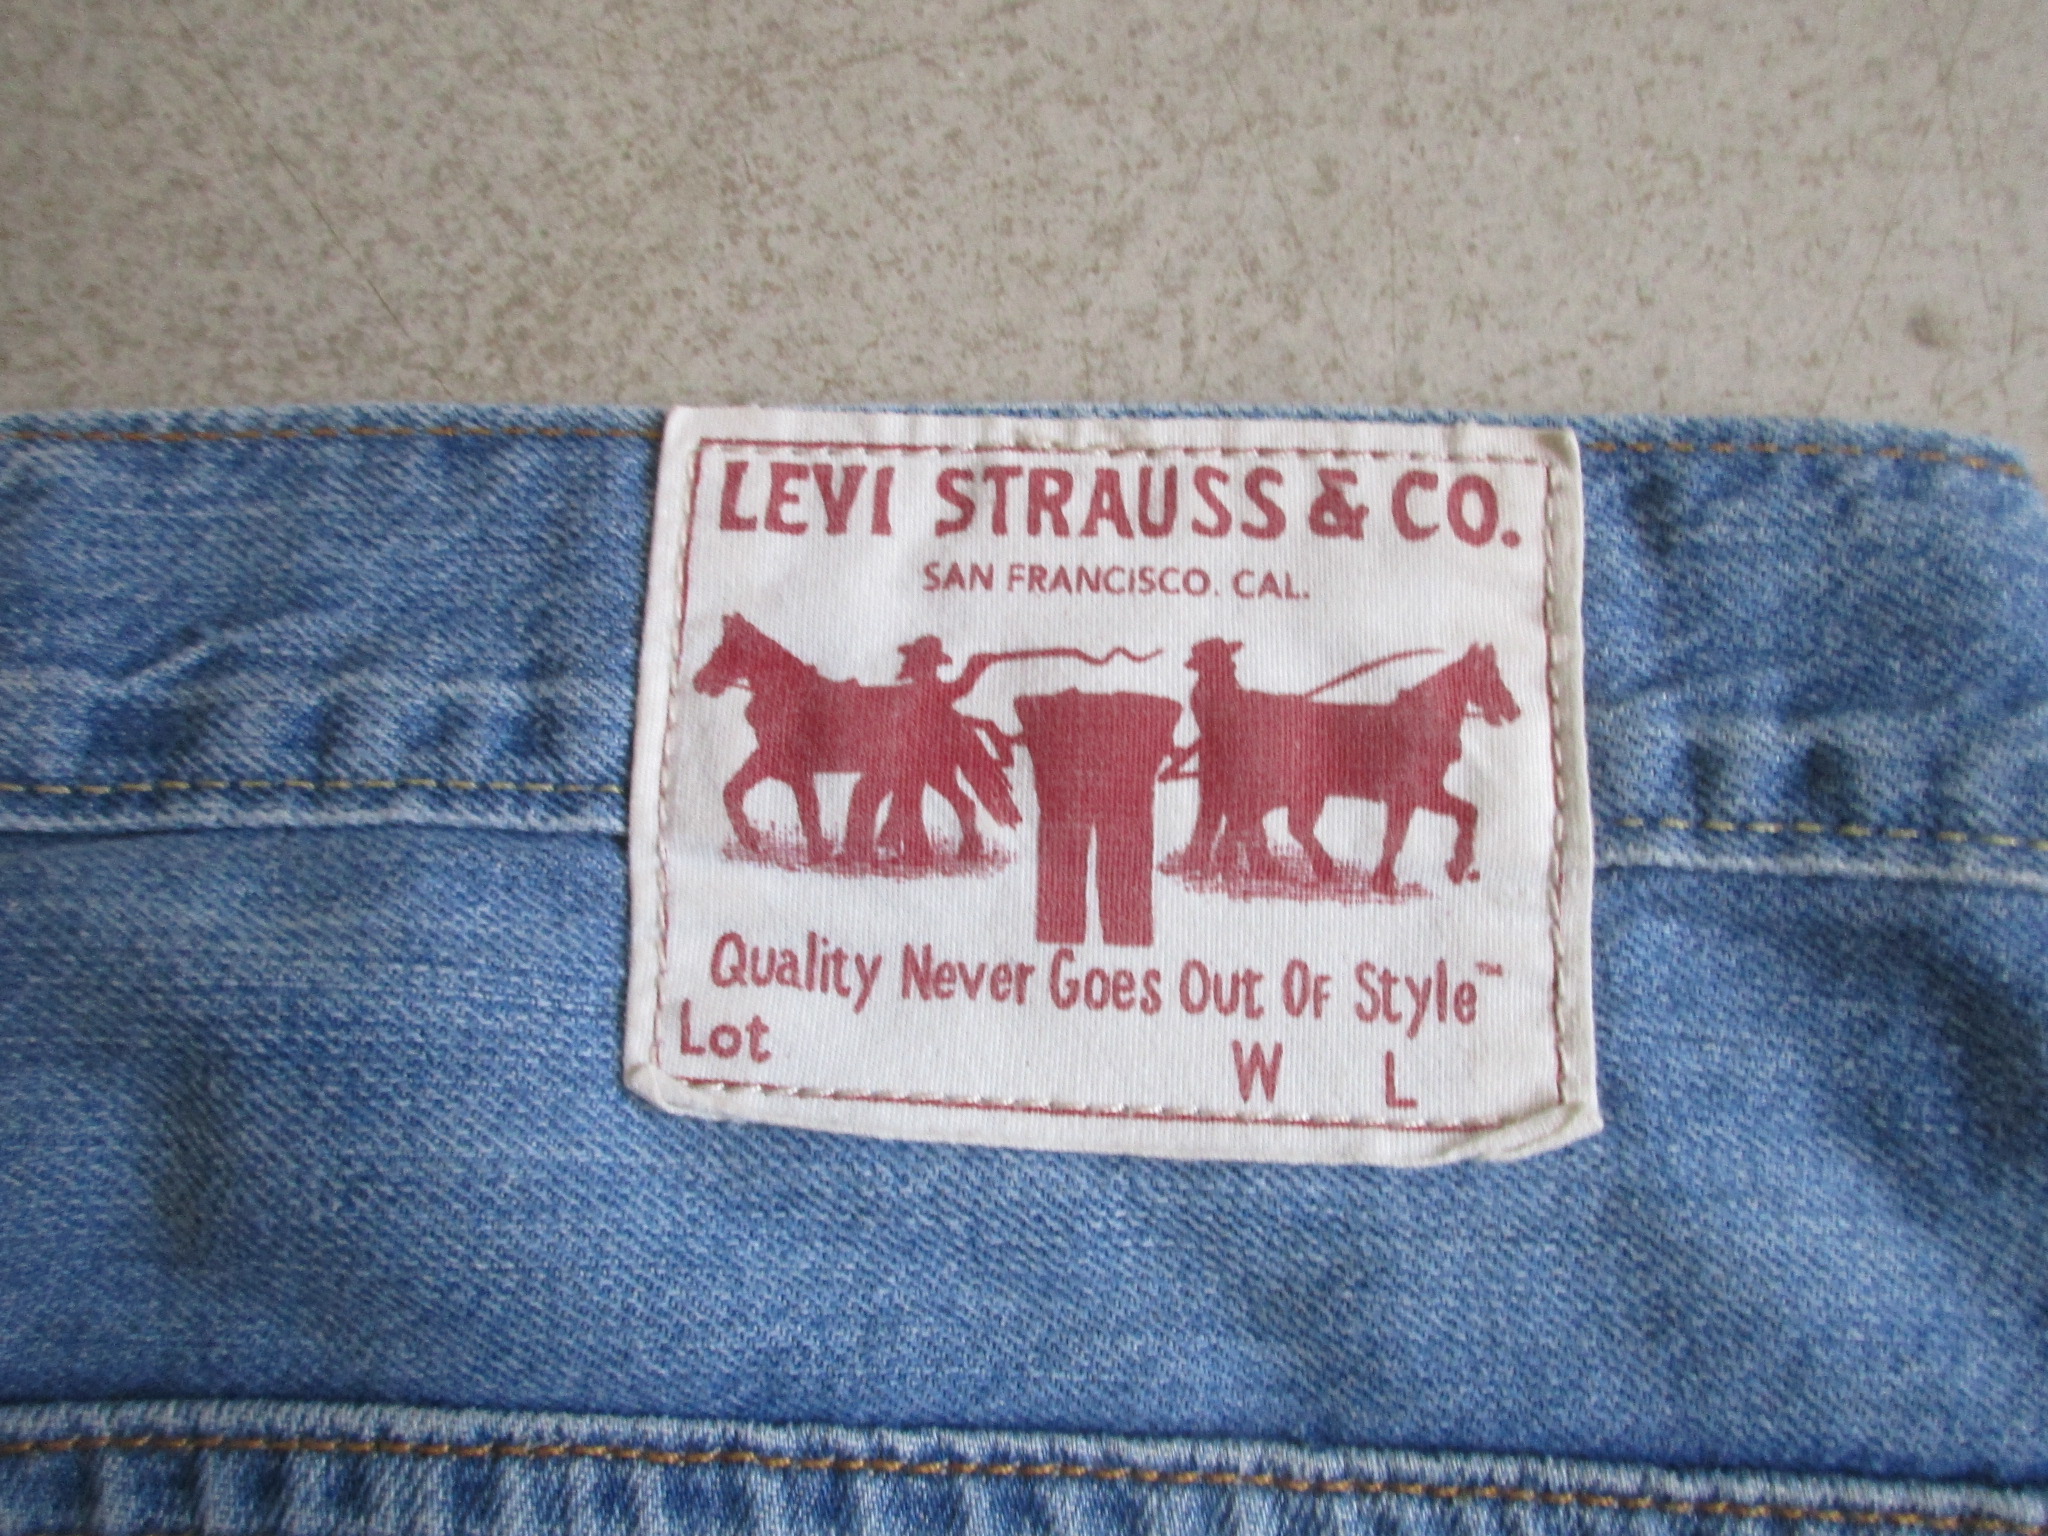 LEVI STRAUSS & CO.
SAN FRANCISCO. CAL.
Quality Never Goes Out Of Style™
Lot
W L